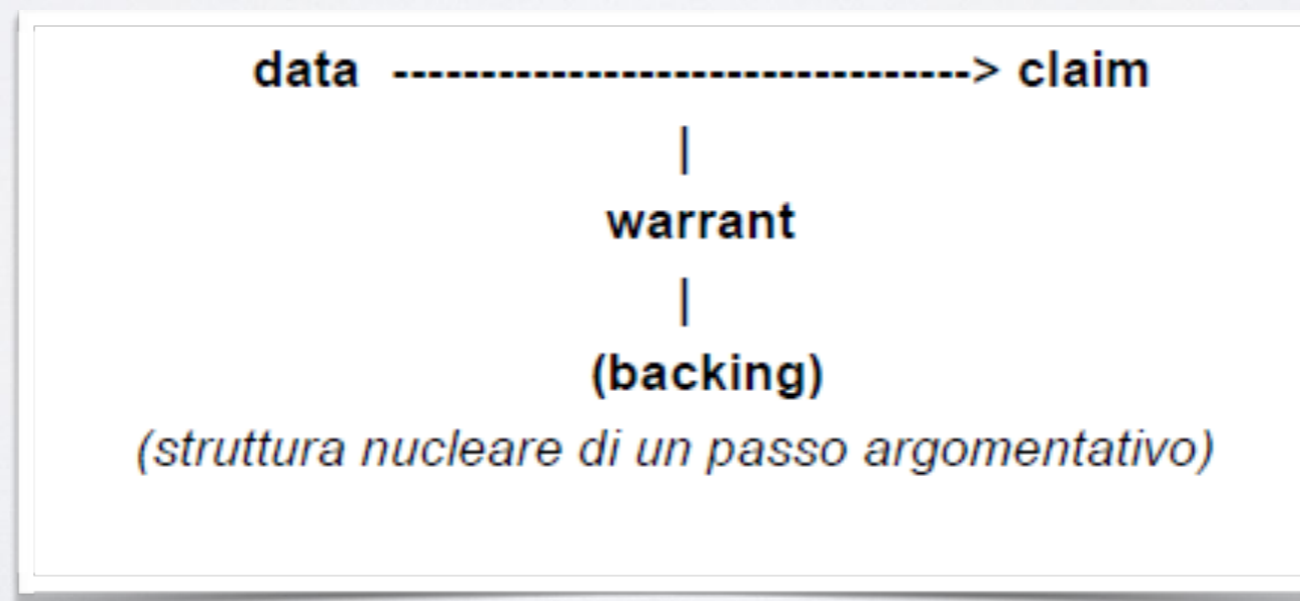 data ---------------------------------> claim
|
warrant
|
(backing)
(struttura nucleare di un passo argomentativo)